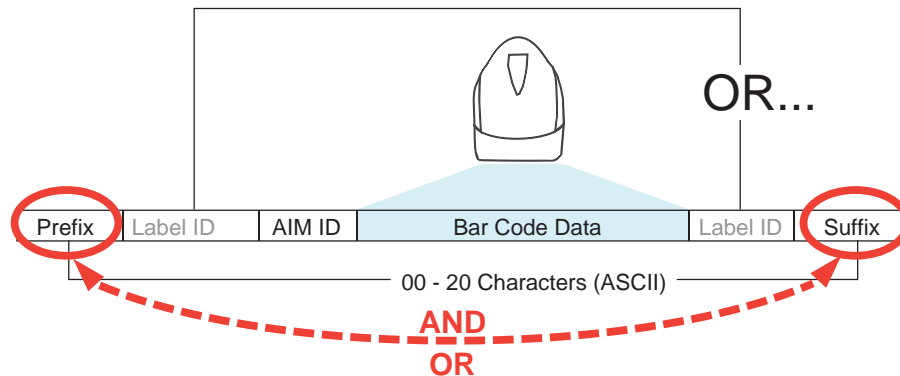 OR...
Prefix Label ID AIM ID Bar Code Data Label ID Suffix
00 - 20 Characters (ASCII)
AND
OR